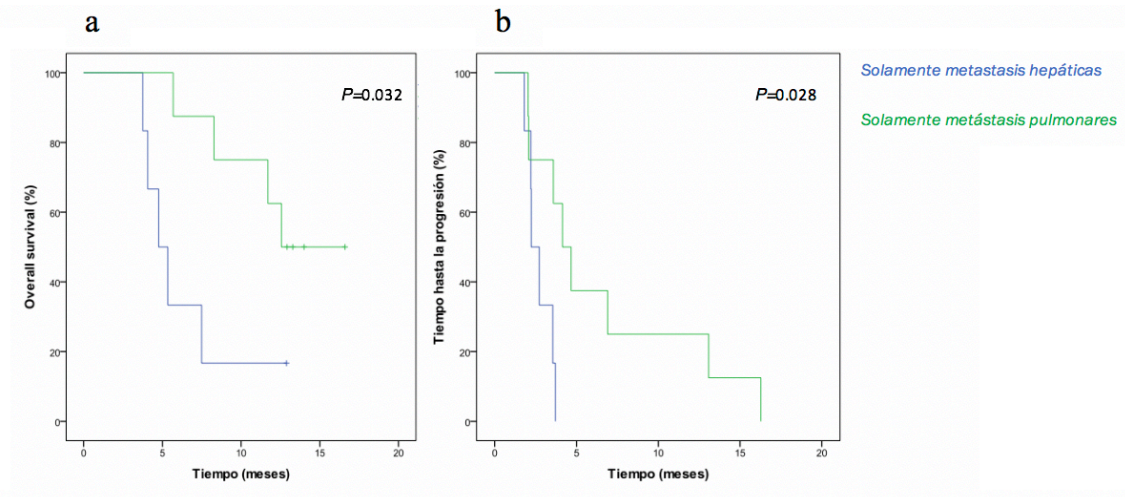 a
b
P=0.032
P=0.028
Solamente metastasis hepáticas
Solamente metástasis pulmonares
Overall survival (%)
100
80
60
40
20
0
0 5 10 15 20
Tiempo (meses)
Tiempo hasta la progresión (%)
100
80
60
40
20
0
0 5 10 15 20
Tiempo (meses)